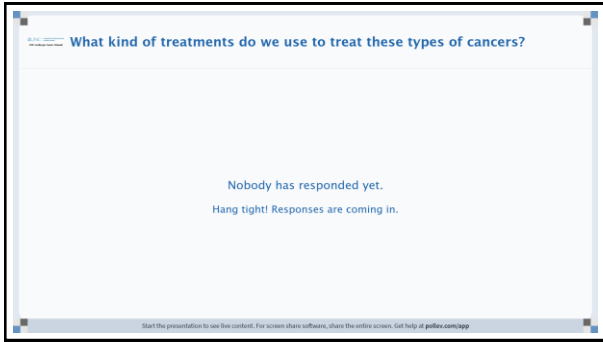 What kind of treatments do we use to treat these types of cancers?
Nobody has responded yet.
Hang tight! Responses are coming in.
Start the presentation to see live content. For screen share software, share the entire screen. Get help at pollev.com/app